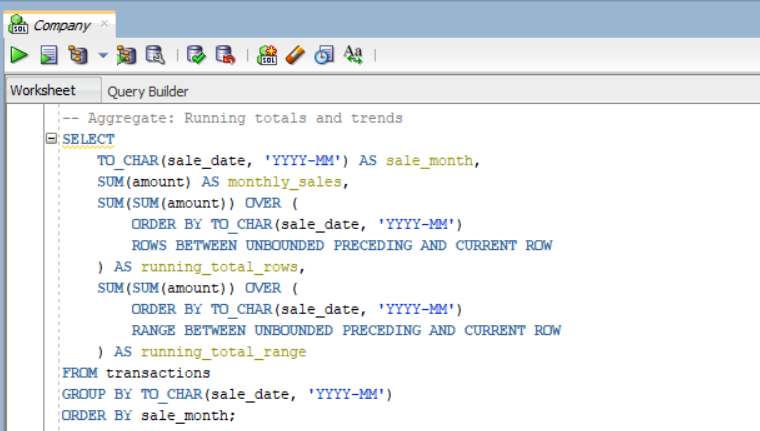 Company
Worksheet
Query Builder
-- Aggregate: Running totals and trends
SELECT
    TO_CHAR(sale_date, 'YYYY-MM') AS sale_month,
    SUM(amount) AS monthly_sales,
    SUM(SUM(amount)) OVER (
        ORDER BY TO_CHAR(sale_date, 'YYYY-MM')
        ROWS BETWEEN UNBOUNDED PRECEDING AND CURRENT ROW
    ) AS running_total_rows,
    SUM(SUM(amount)) OVER (
        ORDER BY TO_CHAR(sale_date, 'YYYY-MM')
        RANGE BETWEEN UNBOUNDED PRECEDING AND CURRENT ROW
    ) AS running_total_range
FROM transactions
GROUP BY TO_CHAR(sale_date, 'YYYY-MM')
ORDER BY sale_month;